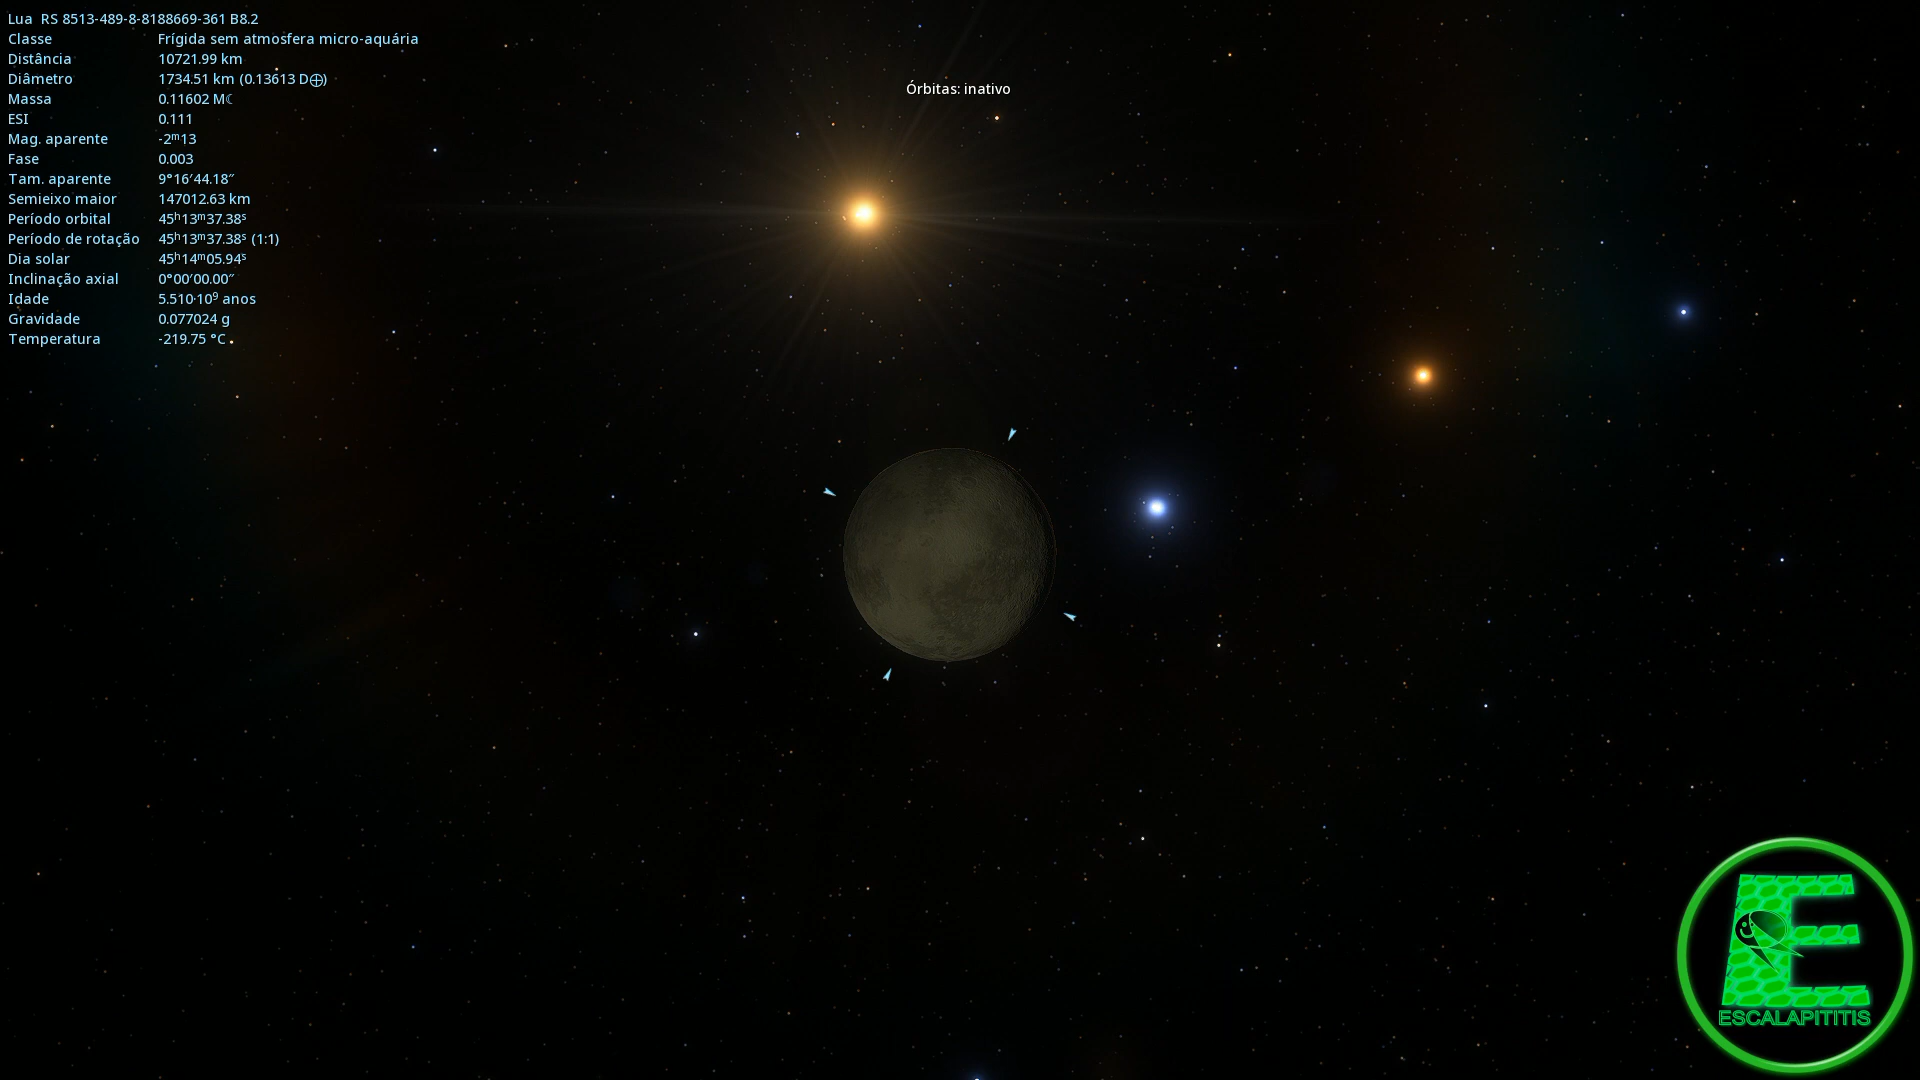 Lua RS 8513-489-8-8188669-361 B8.2
Classe Frígida sem atmosfera micro-aquária
Distância 10721.99 km
Diâmetro 1734.51 km (0.13613 D⊕)
Massa 0.11602 M☾
ESI 0.111
Mag. aparente -2ᵐ13
Fase 0.003
Tam. aparente 9°16′44.18″
Semieixo maior 147012.63 km
Período orbital 45ʰ13ᵐ37.38ˢ
Período de rotação 45ʰ13ᵐ37.38ˢ (1:1)
Dia solar 45ʰ14ᵐ05.94ˢ
Inclinação axial 0°00′00.00″
Idade 5.510·10⁹ anos
Gravidade 0.077024 g
Temperatura -219.75 °C
Órbitas: inativo
E
ESCALAPITITIS